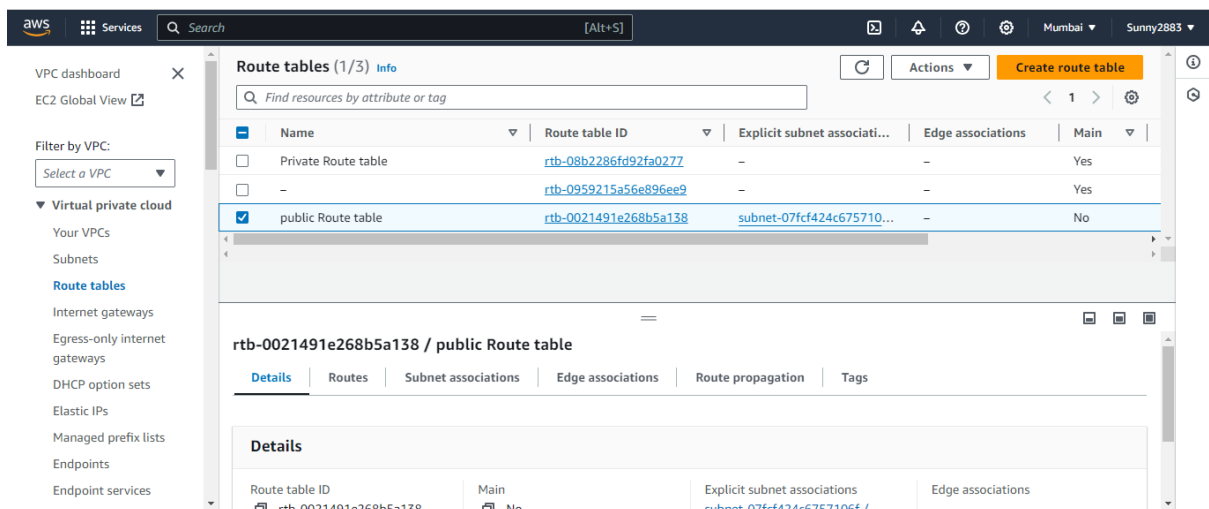 aws Services Search [Alt+S] Mumbai Sunny2883
VPC dashboard
EC2 Global View
Filter by VPC:
Select a VPC
Virtual private cloud
Your VPCs
Subnets
Route tables
Internet gateways
Egress-only internet
gateways
DHCP option sets
Elastic IPs
Managed prefix lists
Endpoints
Endpoint services
Route tables (1/3) Info Actions Create route table
Find resources by attribute or tag 1
Name Route table ID Explicit subnet associati... Edge associations Main
Private Route table rtb-08b2286fd92fa0277 – – Yes
– rtb-0959215a56e896ee9 – – Yes
public Route table rtb-0021491e268b5a138 subnet-07fcf424c675710... – No
rtb-0021491e268b5a138 / public Route table
Details Routes Subnet associations Edge associations Route propagation Tags
Details
Route table ID Main Explicit subnet associations Edge associations
rtb-0021491e268b5a138 No subnet-07fcf424c6757106f /